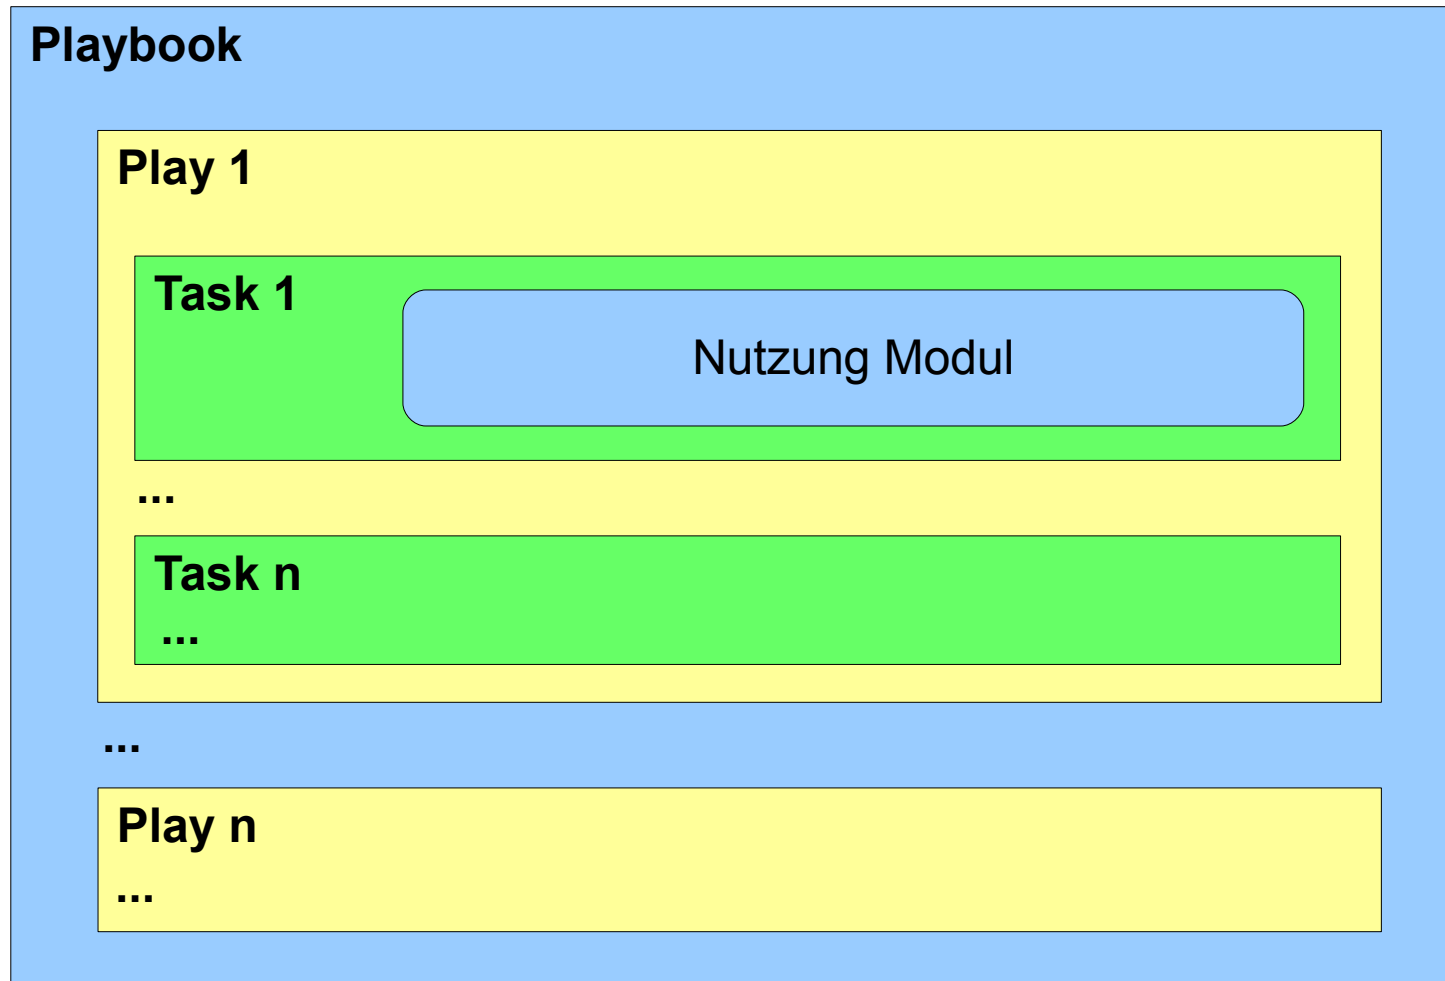 Playbook
Play 1
Task 1
Nutzung Modul
...
Task n
...
...
Play n
...